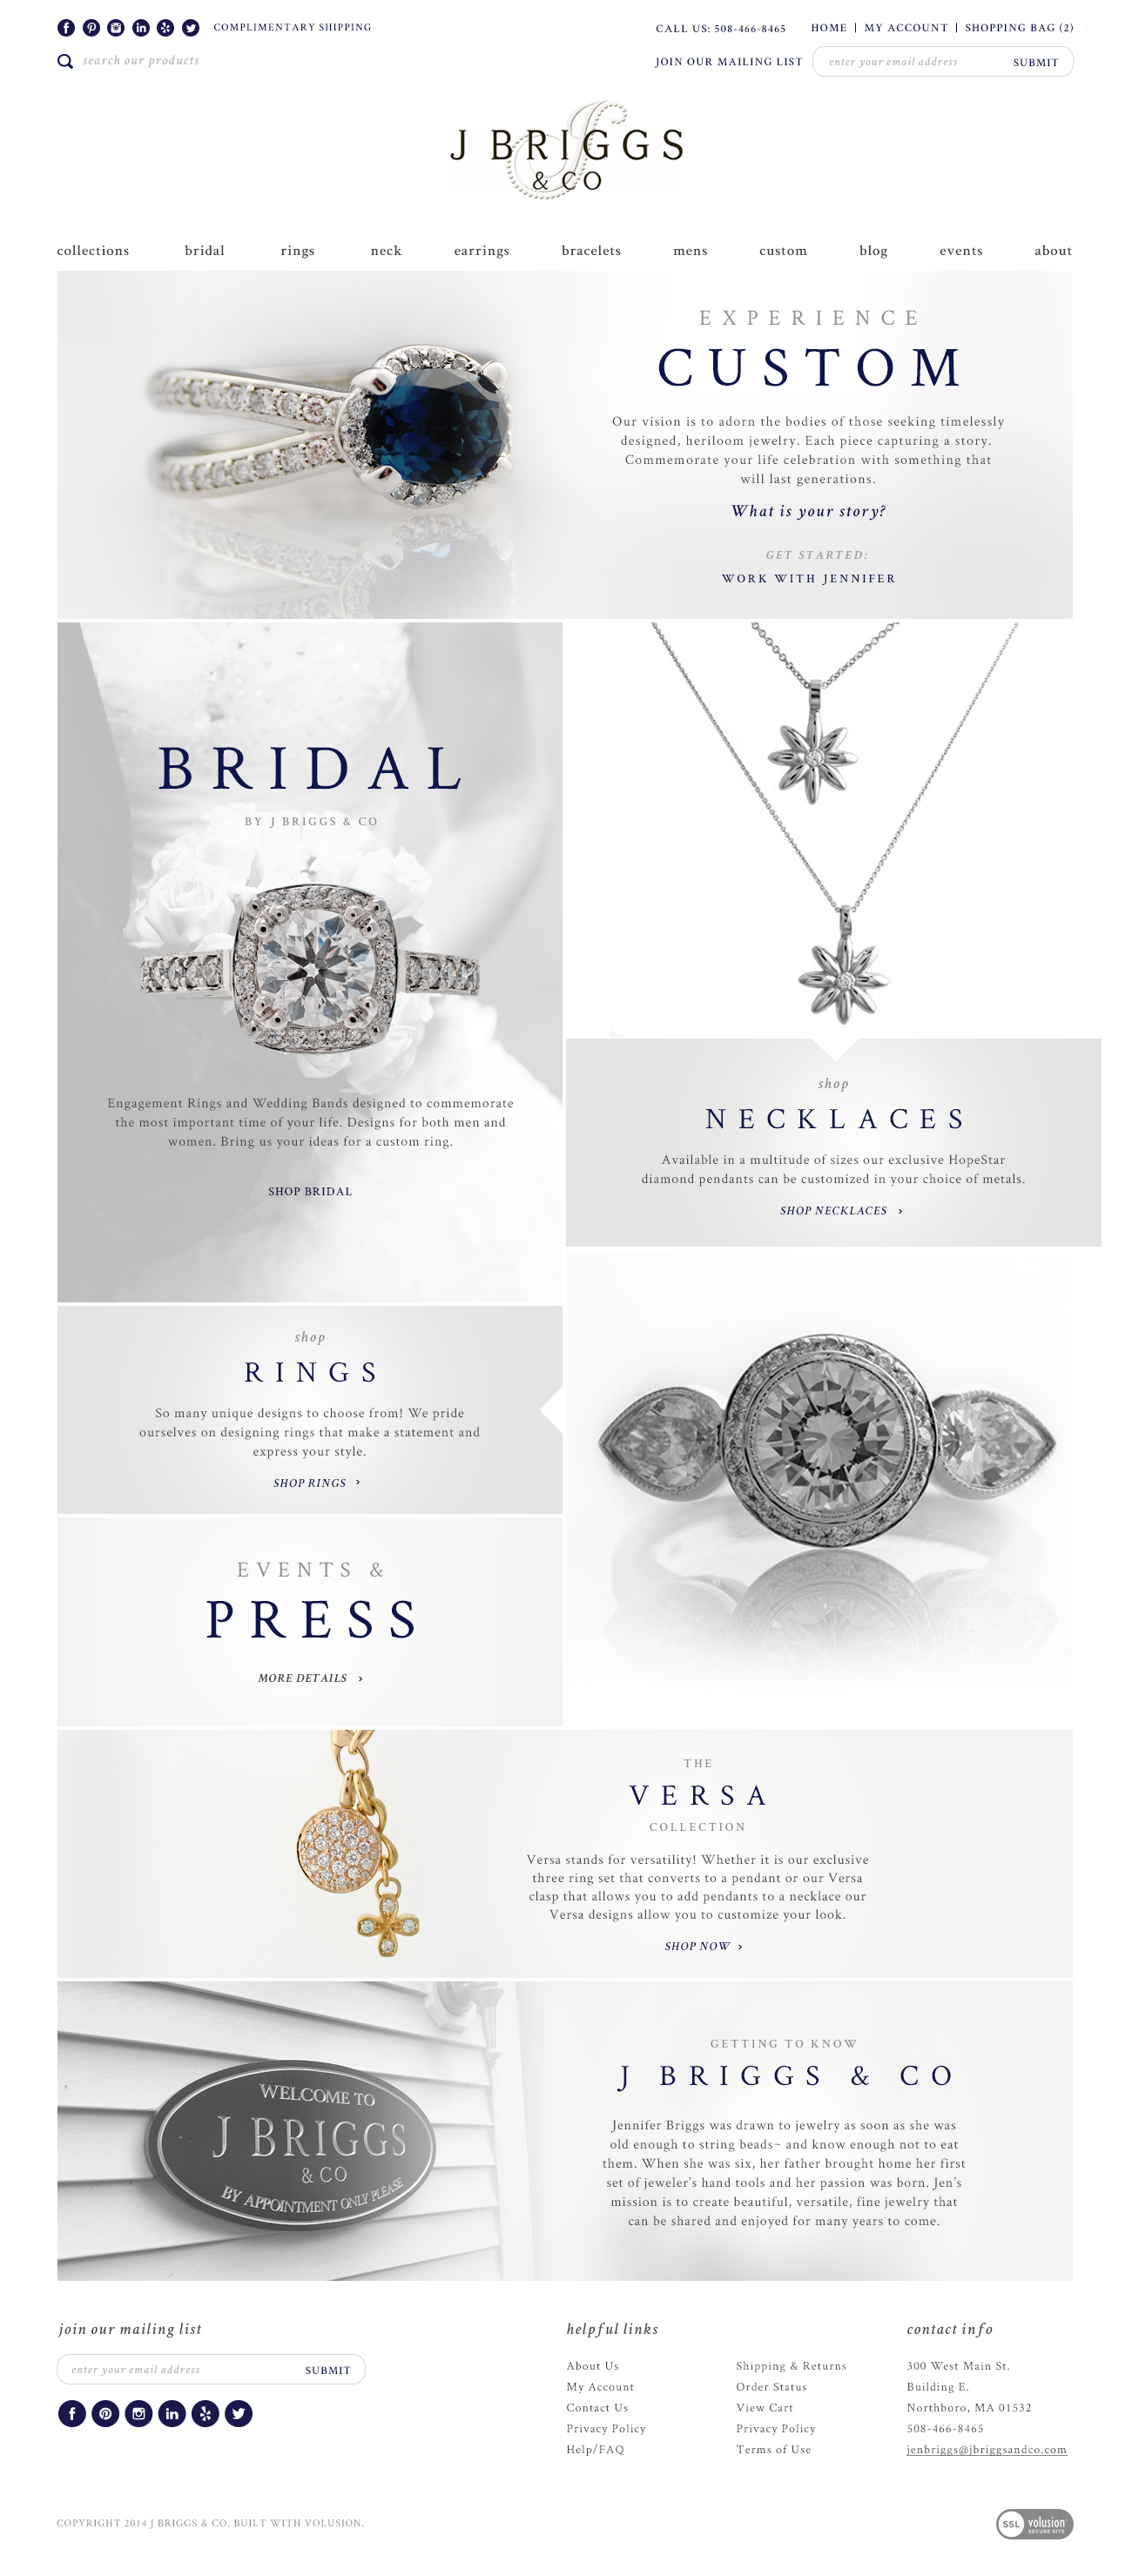 COMPLIMENTARY SHIPPING
CALL US: 508-466-8465
HOME | MY ACCOUNT | SHOPPING BAG (2)
search our products
JOIN OUR MAILING LIST
enter your email address
SUBMIT
J BRIGGS
& CO
collections bridal rings neck earrings bracelets mens custom blog events about
EXPERIENCE
CUSTOM
Our vision is to adorn the bodies of those seeking timelessly
designed, heriloom jewelry. Each piece capturing a story.
Commemorate your life celebration with something that
will last generations.
What is your story?
GET STARTED:
WORK WITH JENNIFER
BRIDAL
BY J BRIGGS & CO
Engagement Rings and Wedding Bands designed to commemorate
the most important time of your life. Designs for both men and
women. Bring us your ideas for a custom ring.
SHOP BRIDAL
shop
NECKLACES
Available in a multitude of sizes our exclusive HopeStar
diamond pendants can be customized in your choice of metals.
SHOP NECKLACES ›
shop
RINGS
So many unique designs to choose from! We pride
ourselves on designing rings that make a statement and
express your style.
SHOP RINGS ›
EVENTS &
PRESS
MORE DETAILS ›
THE
VERSA
COLLECTION
Versa stands for versatility! Whether it is our exclusive
three ring set that converts to a pendant or our Versa
clasp that allows you to add pendants to a necklace our
Versa designs allow you to customize your look.
SHOP NOW ›
WELCOME TO
J BRIGGS
& CO
BY APPOINTMENT ONLY PLEASE
GETTING TO KNOW
J BRIGGS & CO
Jennifer Briggs was drawn to jewelry as soon as she was
old enough to string beads~ and know enough not to eat
them. When she was six, her father brought home her first
set of jeweler's hand tools and her passion was born. Jen's
mission is to create beautiful, versatile, fine jewelry that
can be shared and enjoyed for many years to come.
join our mailing list
enter your email address
SUBMIT
helpful links
About Us
My Account
Contact Us
Privacy Policy
Help/FAQ
Shipping & Returns
Order Status
View Cart
Privacy Policy
Terms of Use
contact info
300 West Main St.
Building E.
Northboro, MA 01532
508-466-8465
jenbriggs@jbriggsandco.com
COPYRIGHT 2014 J BRIGGS & CO. BUILT WITH VOLUSION.
SSL
volusion
SECURE SITE